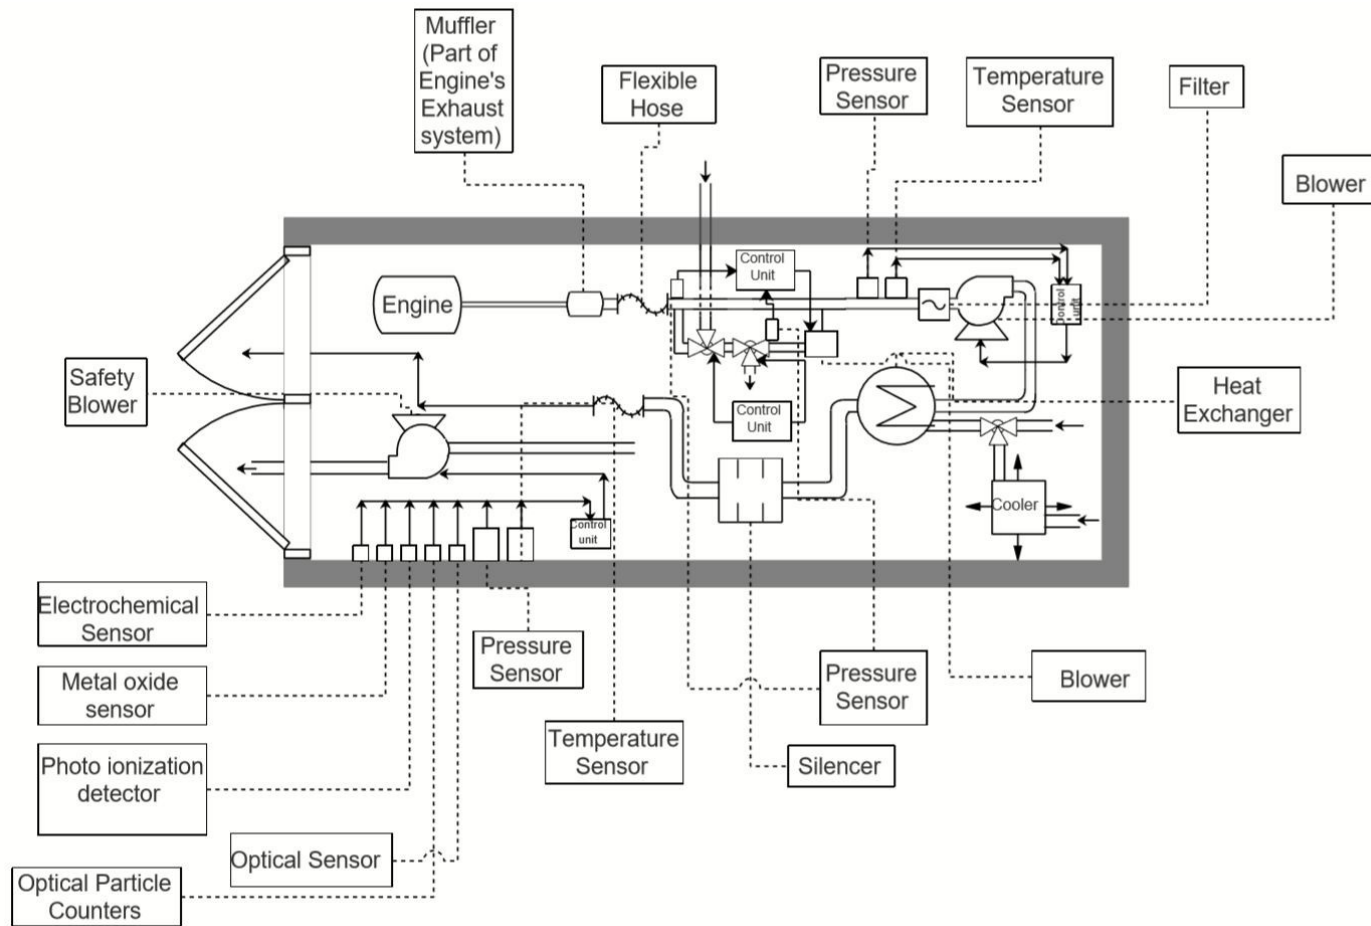 Muffler
(Part of
Engine's
Exhaust
system)
Flexible
Hose
Pressure
Sensor
Temperature
Sensor
Filter
Blower
Control
Unit
Engine
Control
unit
Safety
Blower
Heat
Exchanger
Control
Unit
Cooler
Control
unit
Electrochemical
Sensor
Pressure
Sensor
Pressure
Sensor
Blower
Metal oxide
sensor
Temperature
Sensor
Silencer
Photo ionization
detector
Optical Sensor
Optical Particle
Counters